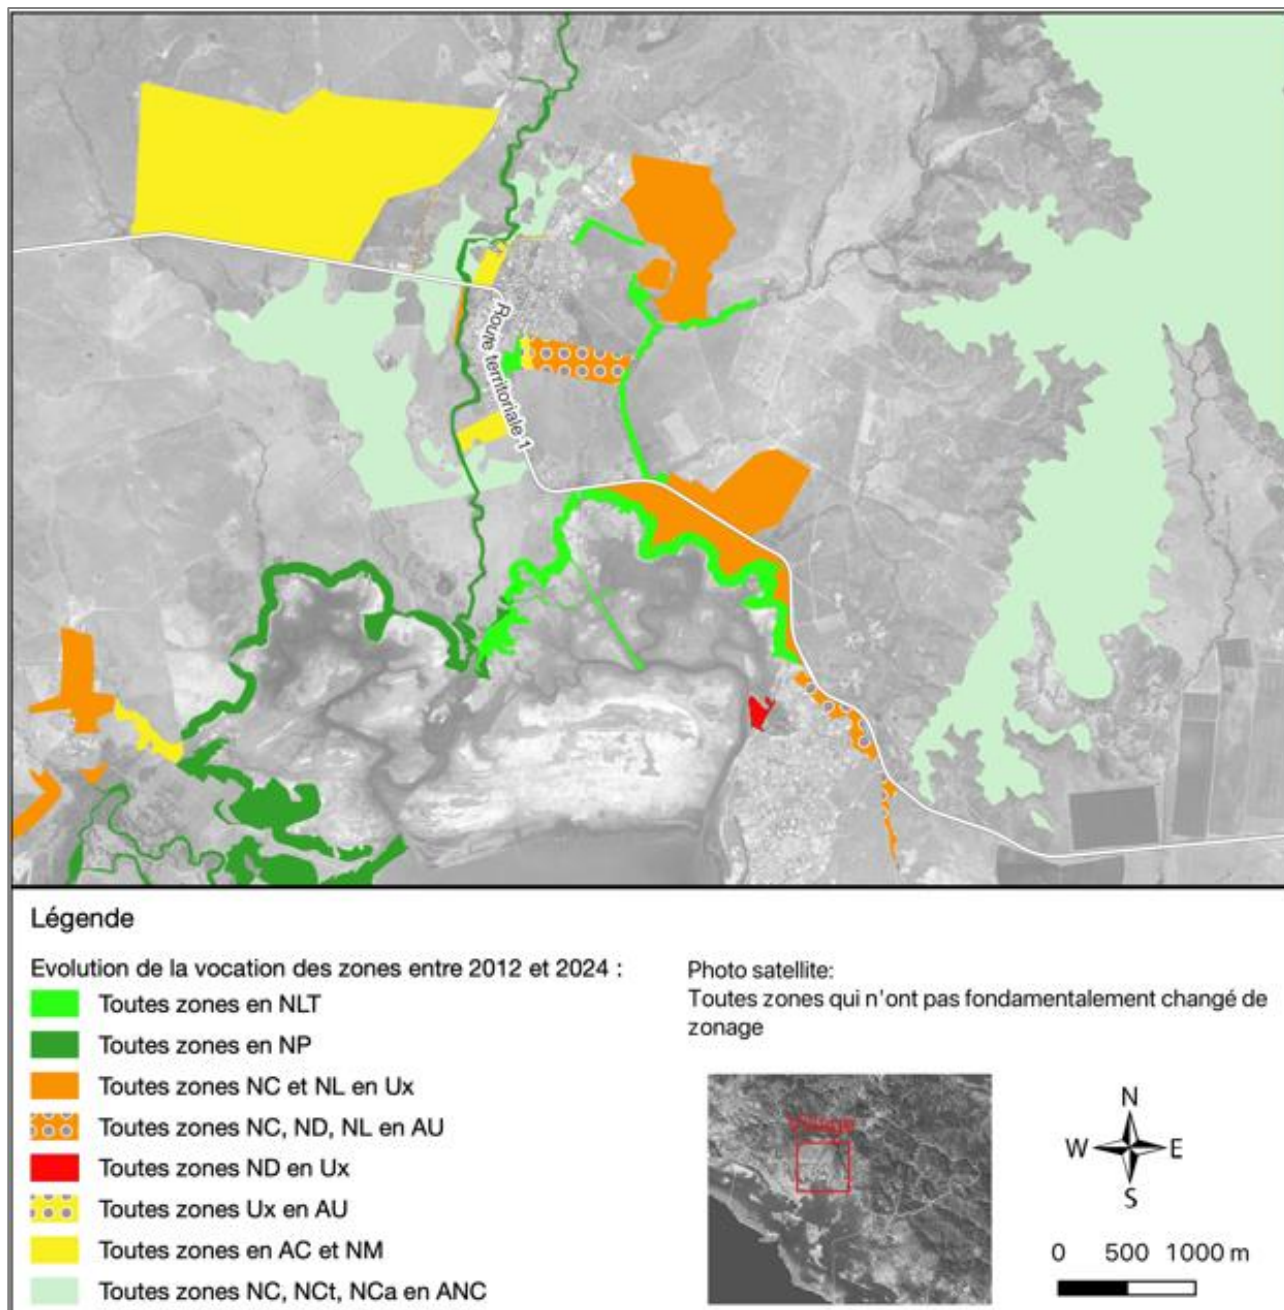 Route territoriale 1
Légende
Evolution de la vocation des zones entre 2012 et 2024 :
Toutes zones en NLT
Toutes zones en NP
Toutes zones NC et NL en Ux
Toutes zones NC, ND, NL en AU
Toutes zones ND en Ux
Toutes zones Ux en AU
Toutes zones en AC et NM
Toutes zones NC, NCt, NCa en ANC
Photo satellite:
Toutes zones qui n'ont pas fondamentalement changé de
zonage
Village
N
W E
S
0 500 1000 m